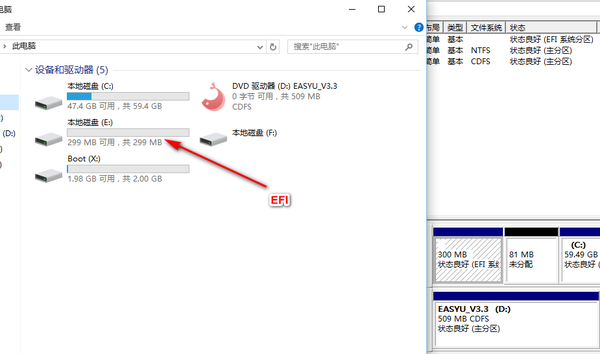 电脑
查看
此电脑
搜索"此电脑"
设备和驱动器 (5)
本地磁盘 (C:)
47.4 GB 可用，共 59.4 GB
DVD 驱动器 (D:) EASYU_V3.3
0 字节 可用，共 509 MB
CDFS
本地磁盘 (E:)
299 MB 可用，共 299 MB
本地磁盘 (F:)
Boot (X:)
1.98 GB 可用，共 2.00 GB
(D:)
EFI
布局 类型 文件系统 状态
简单 基本 状态良好 (EFI 系统分区)
简单 基本 NTFS 状态良好 (主分区)
简单 基本 CDFS 状态良好 (主分区)
300 MB
状态良好 (EFI 系统
81 MB
未分配
(C:)
59.49 GB
状态良好
EASYU_V3.3 (D:)
509 MB CDFS
状态良好 (主分区)